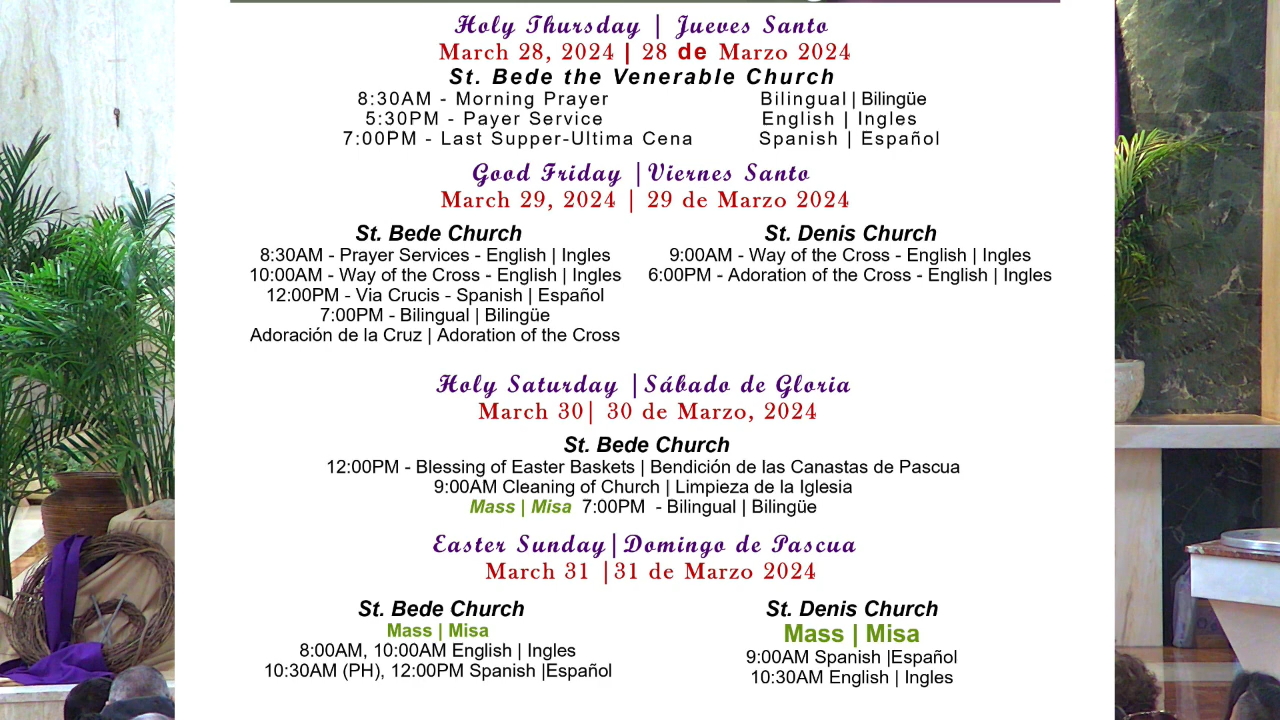 Holy Thursday | Jueves Santo
March 28, 2024 | 28 de Marzo 2024
St. Bede the Venerable Church
8:30AM - Morning Prayer Bilingual | Bilingüe
5:30PM - Payer Service English | Ingles
7:00PM - Last Supper-Ultima Cena Spanish | Español
Good Friday | Viernes Santo
March 29, 2024 | 29 de Marzo 2024
St. Bede Church
8:30AM - Prayer Services - English | Ingles
10:00AM - Way of the Cross - English | Ingles
12:00PM - Via Crucis - Spanish | Español
7:00PM - Bilingual | Bilingüe
Adoración de la Cruz | Adoration of the Cross
St. Denis Church
9:00AM - Way of the Cross - English | Ingles
6:00PM - Adoration of the Cross - English | Ingles
Holy Saturday | Sábado de Gloria
March 30| 30 de Marzo, 2024
St. Bede Church
12:00PM - Blessing of Easter Baskets | Bendición de las Canastas de Pascua
9:00AM Cleaning of Church | Limpieza de la Iglesia
Mass | Misa 7:00PM - Bilingual | Bilingüe
Easter Sunday | Domingo de Pascua
March 31 |31 de Marzo 2024
St. Bede Church
Mass | Misa
8:00AM, 10:00AM English | Ingles
10:30AM (PH), 12:00PM Spanish |Español
St. Denis Church
Mass | Misa
9:00AM Spanish |Español
10:30AM English | Ingles